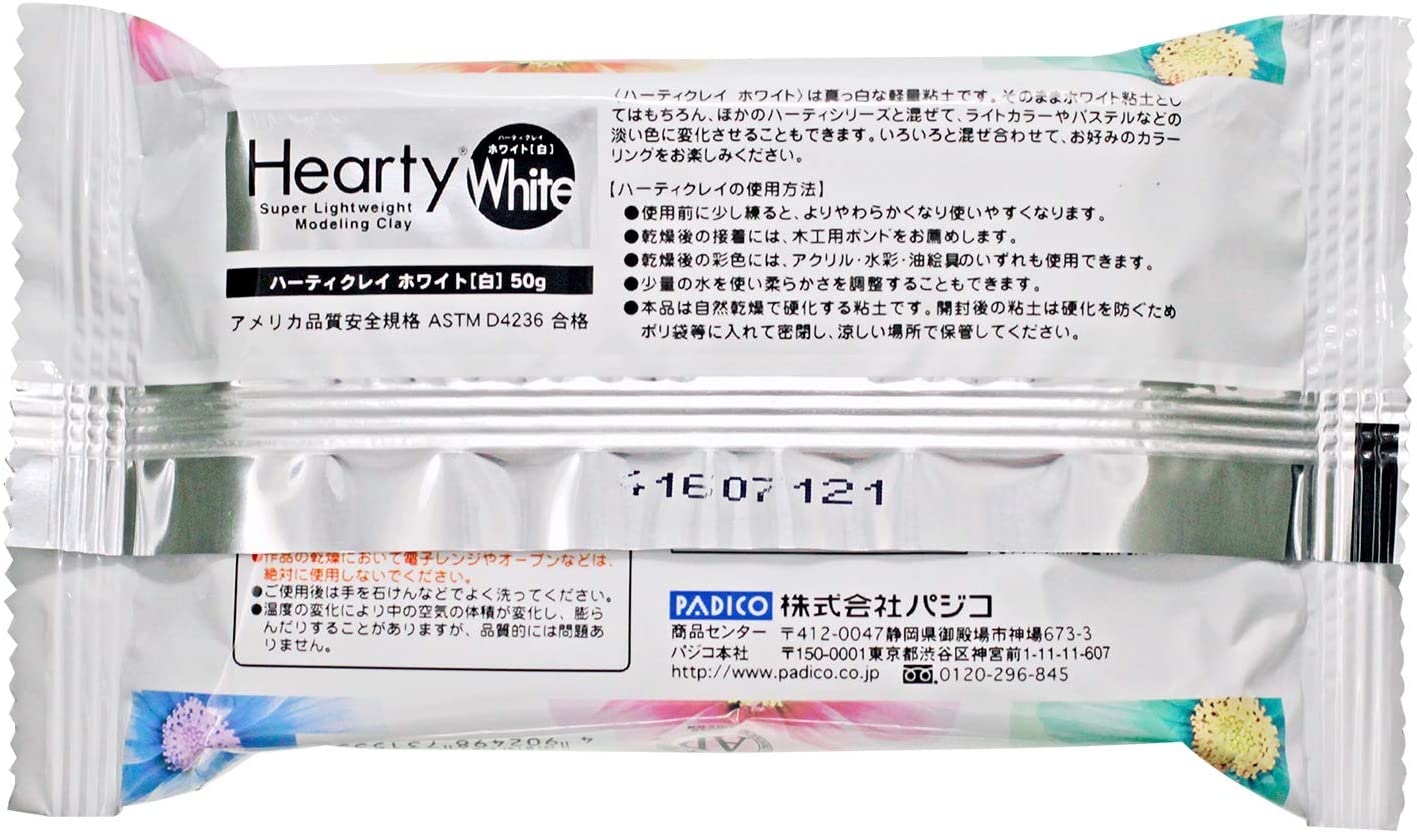 〈ハーティクレイ ホワイト〉は真っ白な軽量粘土です。そのままホワイト粘土とし
てはもちろん、ほかのハーティシリーズと混ぜて、ライトカラーやパステルなどの
淡い色に変化させることもできます。いろいろと混ぜ合わせて、お好みのカラー
リングをお楽しみください。
Hearty®
ハーティクレイ
ホワイト[白]
White
Super Lightweight
Modeling Clay
ハーティクレイ ホワイト[白] 50g
アメリカ品質安全規格 ASTM D4236 合格
【ハーティクレイの使用方法】
●使用前に少し練ると、よりやわらかくなり使いやすくなります。
●乾燥後の接着には、木工用ボンドをお薦めします。
●乾燥後の彩色には、アクリル・水彩・油絵具のいずれも使用できます。
●少量の水を使い柔らかさを調整することもできます。
●本品は自然乾燥で硬化する粘土です。開封後の粘土は硬化を防ぐため
ポリ袋等に入れて密閉し、涼しい場所で保管してください。
16 07 121
●作品の乾燥において電子レンジやオーブンなどは、
絶対に使用しないでください。
●ご使用後は手を石けんなどでよく洗ってください。
●温度の変化により中の空気の体積が変化し、膨ら
んだりすることがありますが、品質的には問題あ
りません。
PADICO 株式会社パジコ
商品センター 〒412-0047静岡県御殿場市神場673-3
パジコ本社 〒150-0001東京都渋谷区神宮前1-11-11-607
http://www.padico.co.jp 0120-296-845